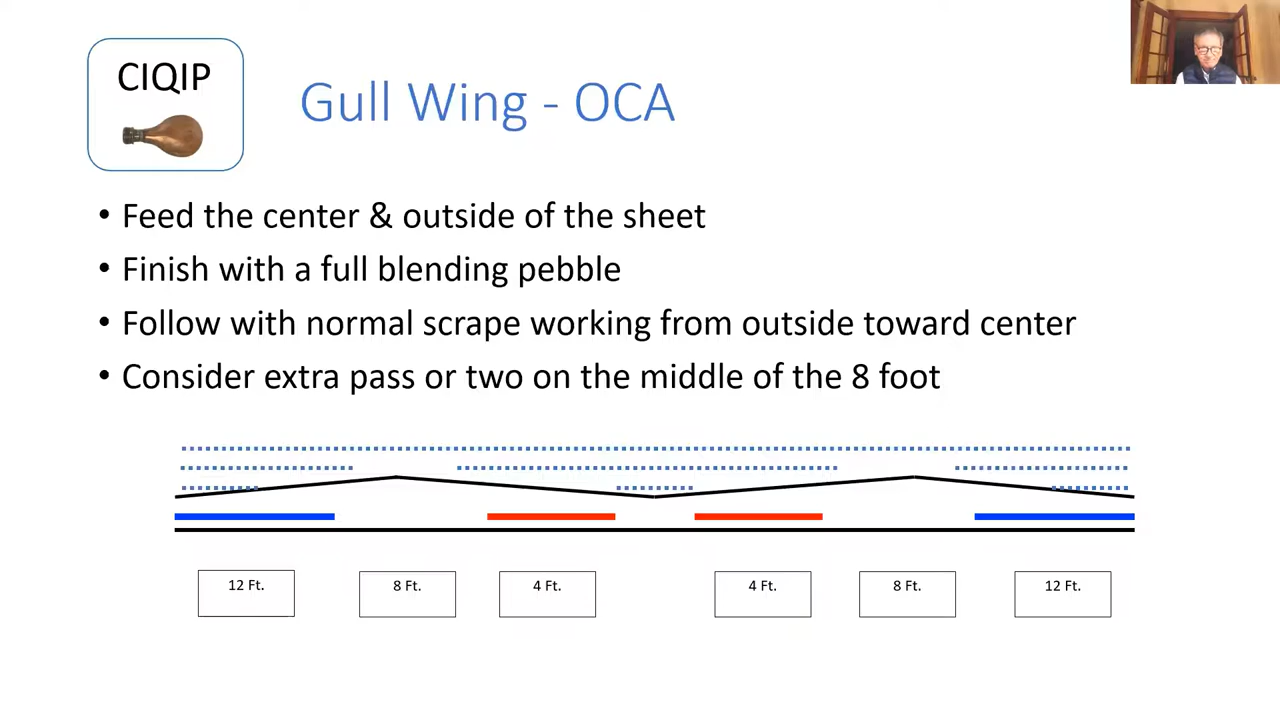 CIQIP
Gull Wing - OCA
• Feed the center & outside of the sheet
• Finish with a full blending pebble
• Follow with normal scrape working from outside toward center
• Consider extra pass or two on the middle of the 8 foot
12 Ft.
8 Ft.
4 Ft.
4 Ft.
8 Ft.
12 Ft.